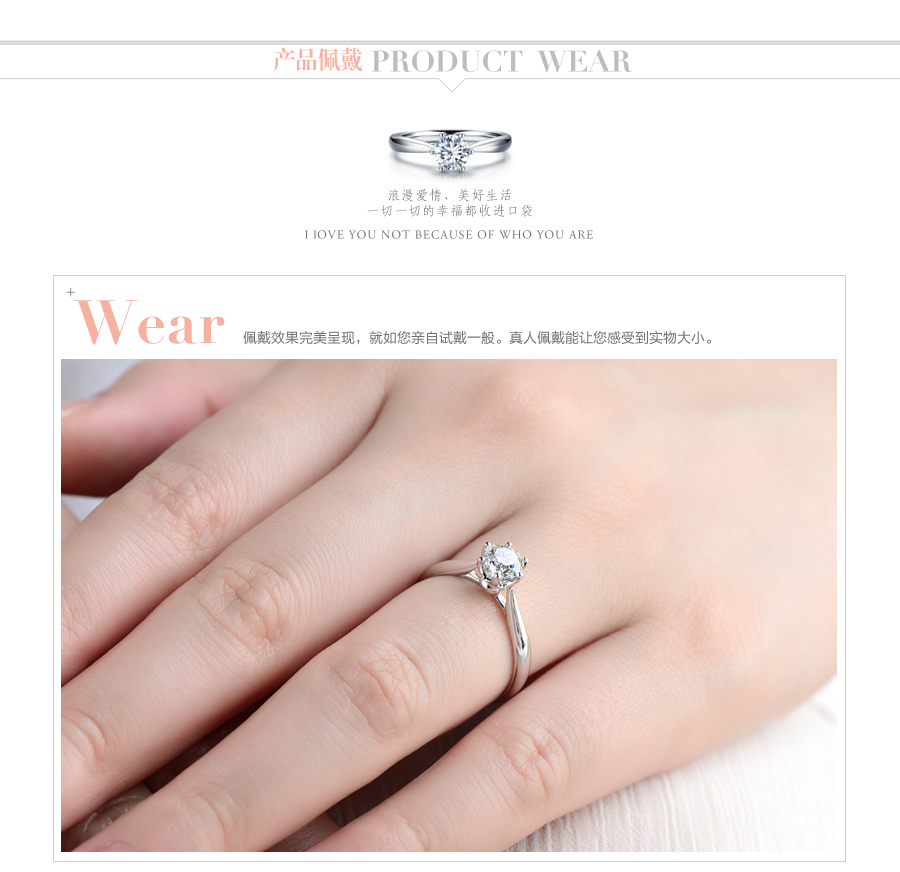 产品佩戴 PRODUCT WEAR
浪漫爱情、美好生活
一切一切的幸福都收进口袋
I lOVE YOU NOT BECAUSE OF WHO YOU ARE
+
Wear 佩戴效果完美呈现，就如您亲自试戴一般。真人佩戴能让您感受到实物大小。